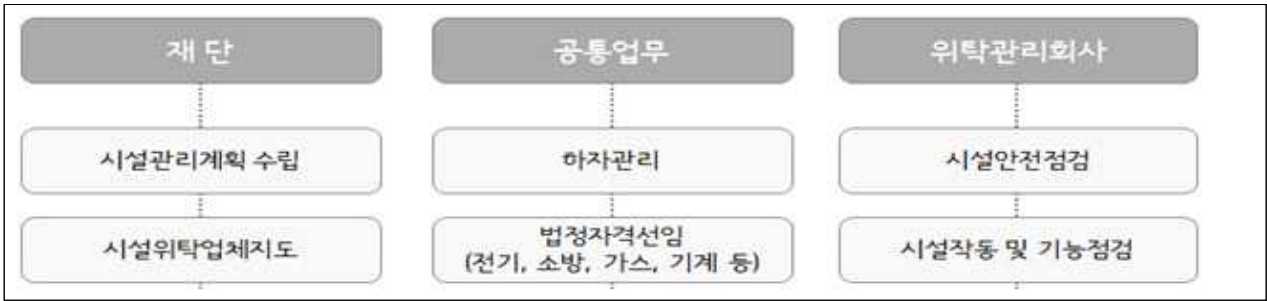 재 단
공통업무
위탁관리회사
시설관리계획 수립
하자관리
시설안전점검
시설위탁업체지도
법정자격선임
(전기, 소방, 가스, 기계 등)
시설작동 및 기능점검